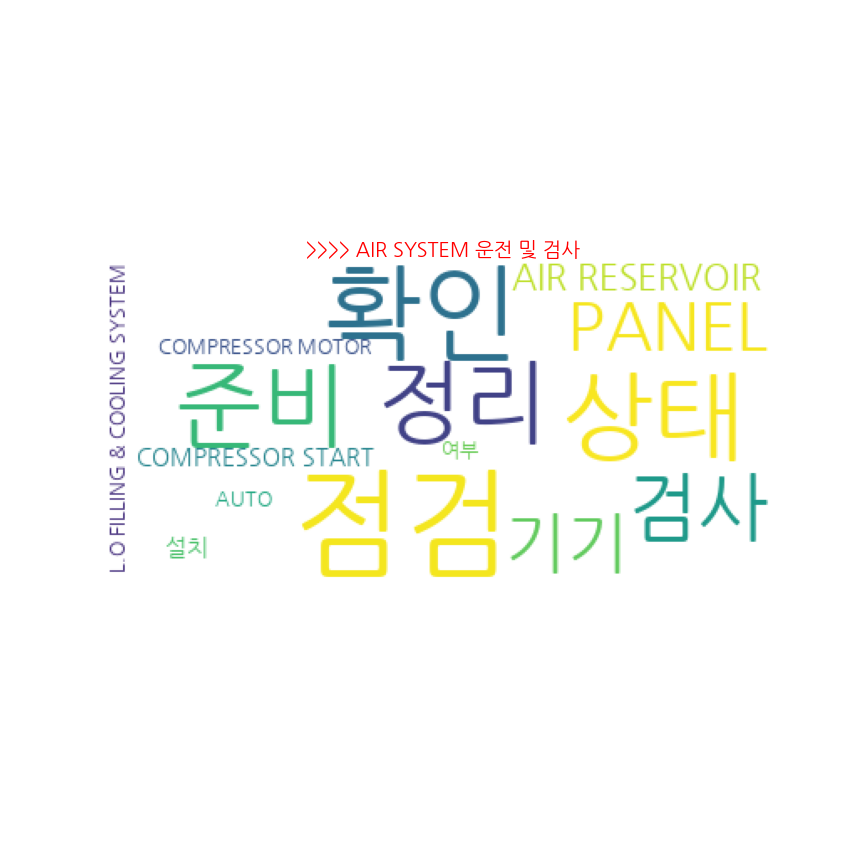 >>>> AIR SYSTEM 운전 및 검사
확인
AIR RESERVOIR
PANEL
L.O FILLING & COOLING SYSTEM
COMPRESSOR MOTOR
준비
정리
상태
COMPRESSOR START
여부
점검
AUTO
기기
검사
설치